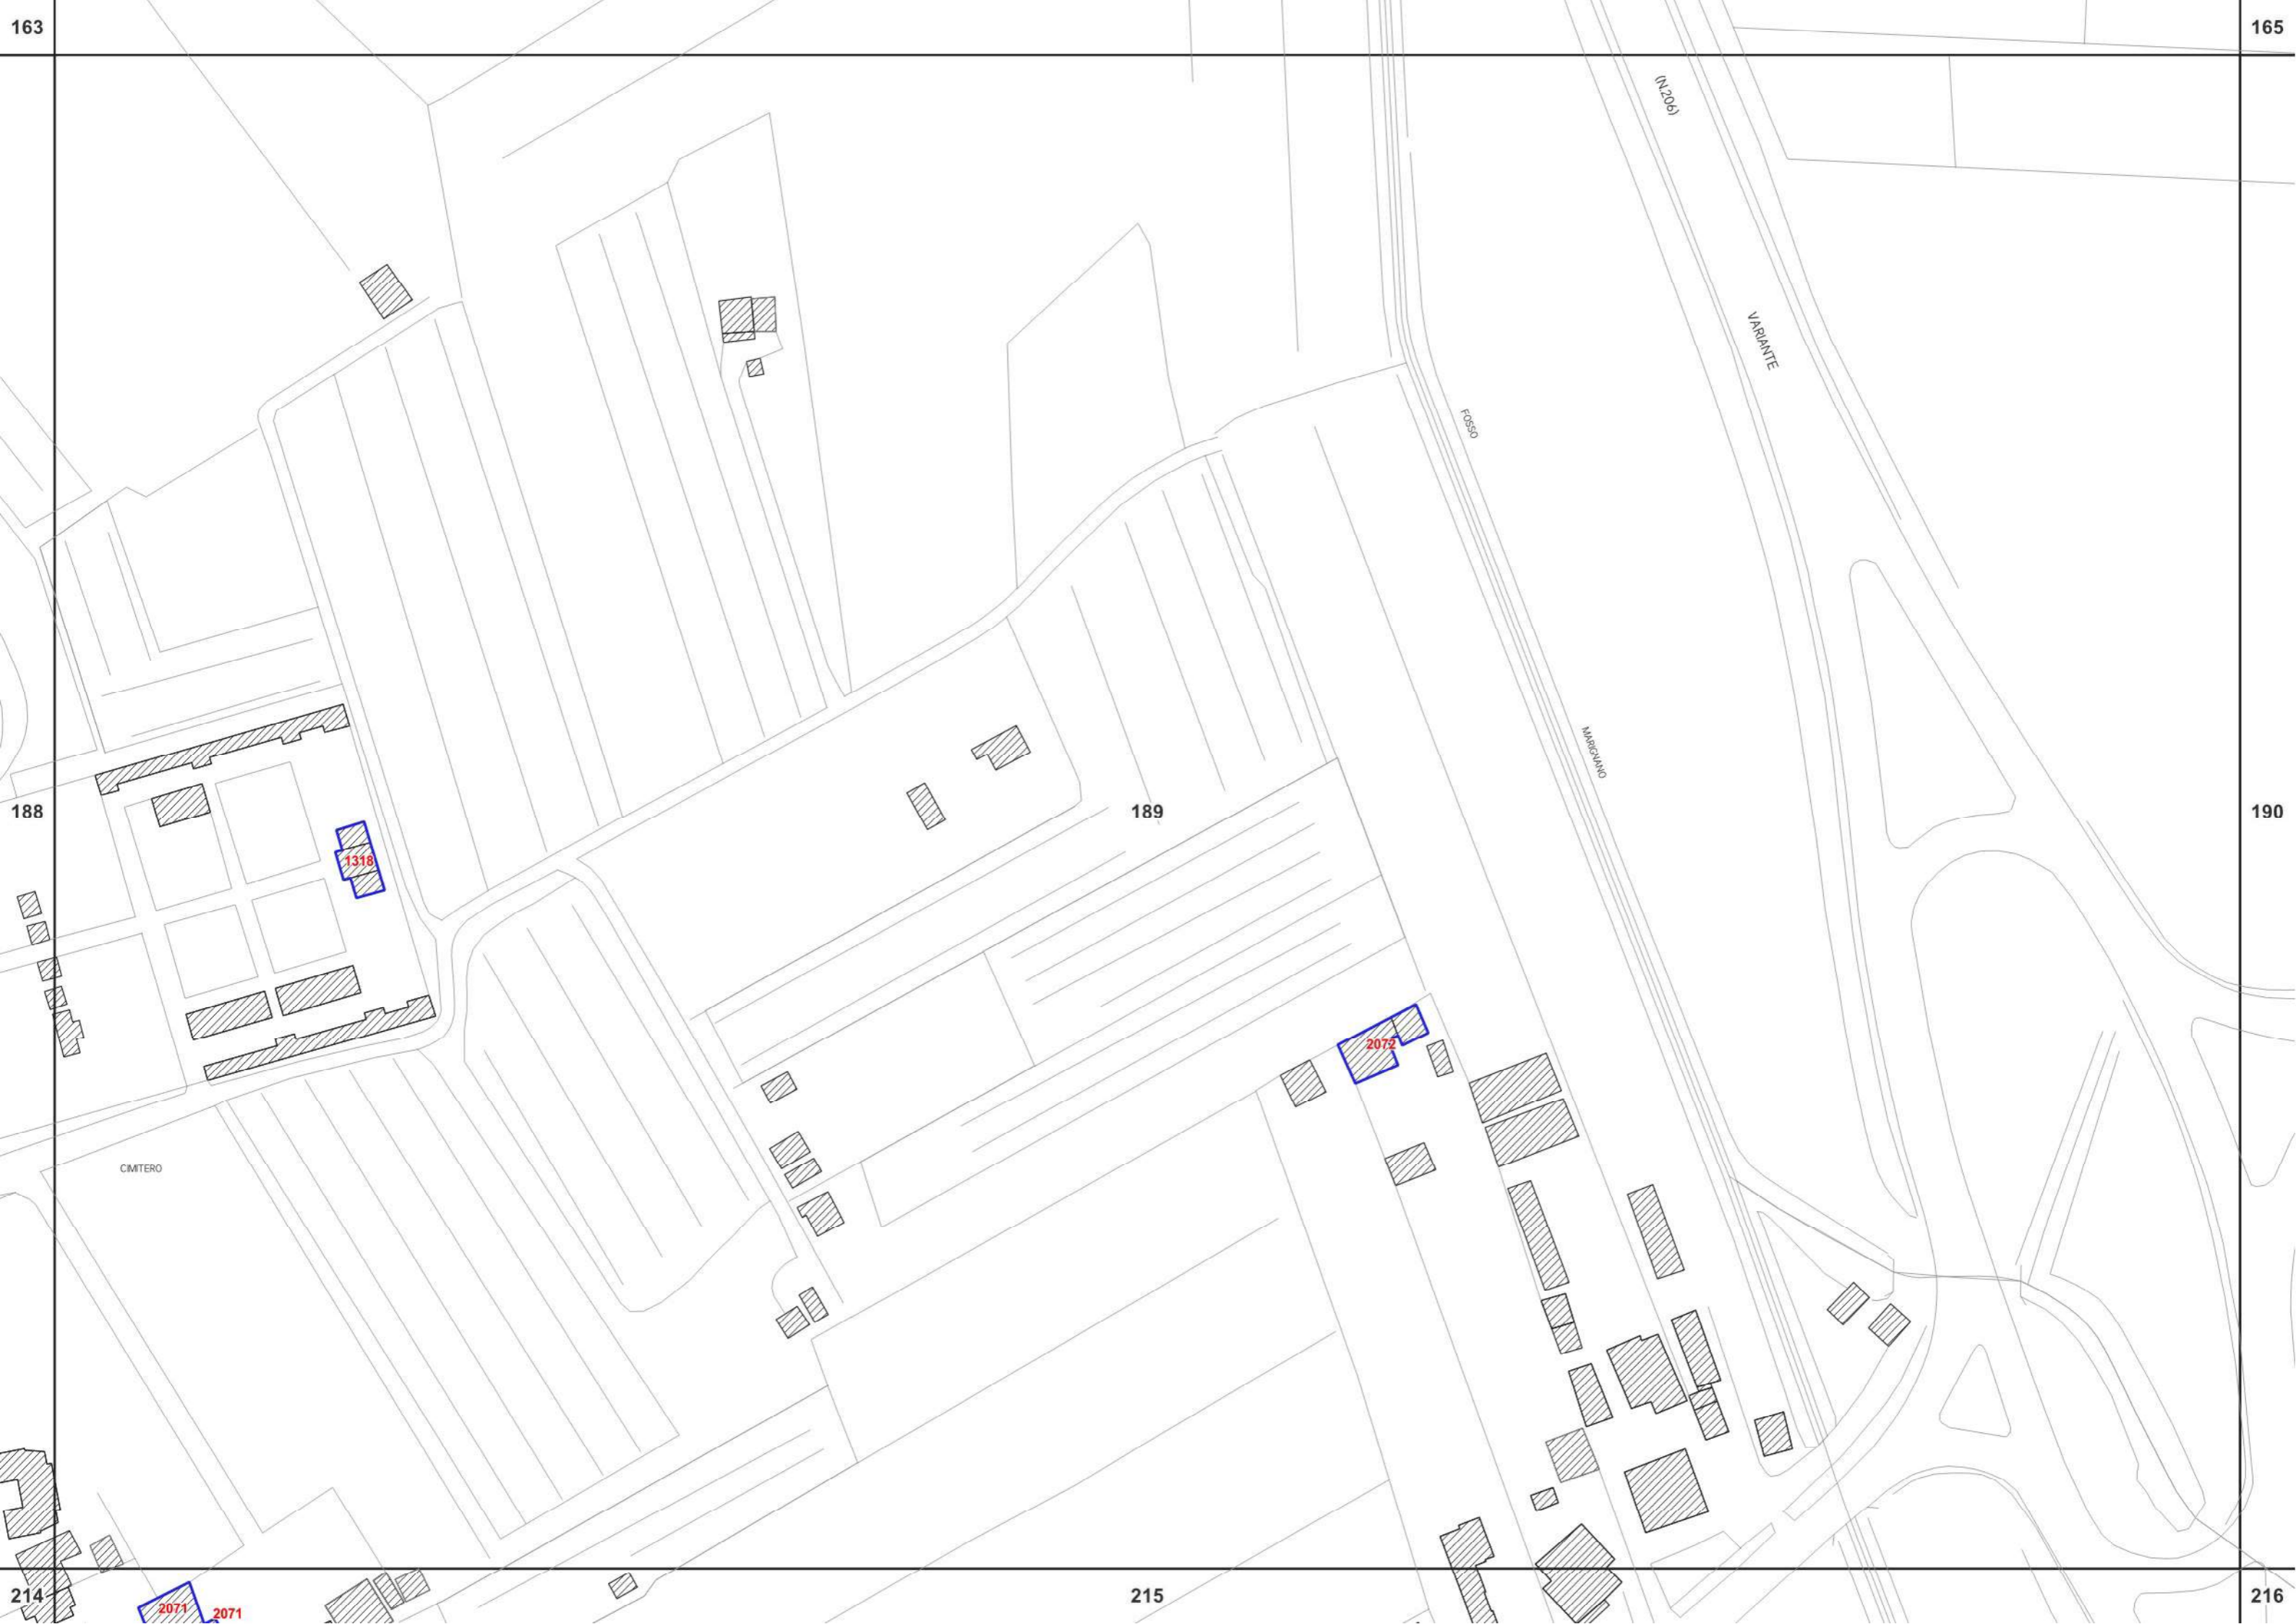 163
165
(N.206)
VARIANTE
FOSSO
MARIGNANO
188
189
190
1318
2072
CIMITERO
214
2071
2071
215
216